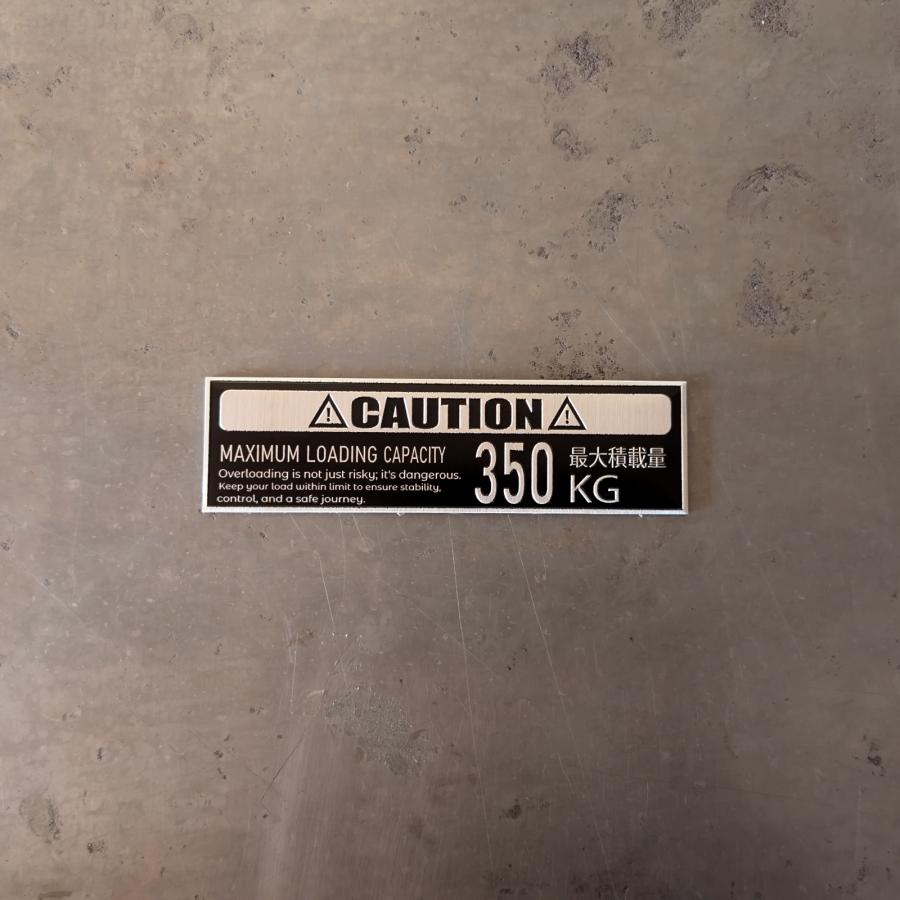 CAUTION
MAXIMUM LOADING CAPACITY
Overloading is not just risky; it's dangerous.
Keep your load within limit to ensure stability,
control, and a safe journey.
350
最大積載量
KG